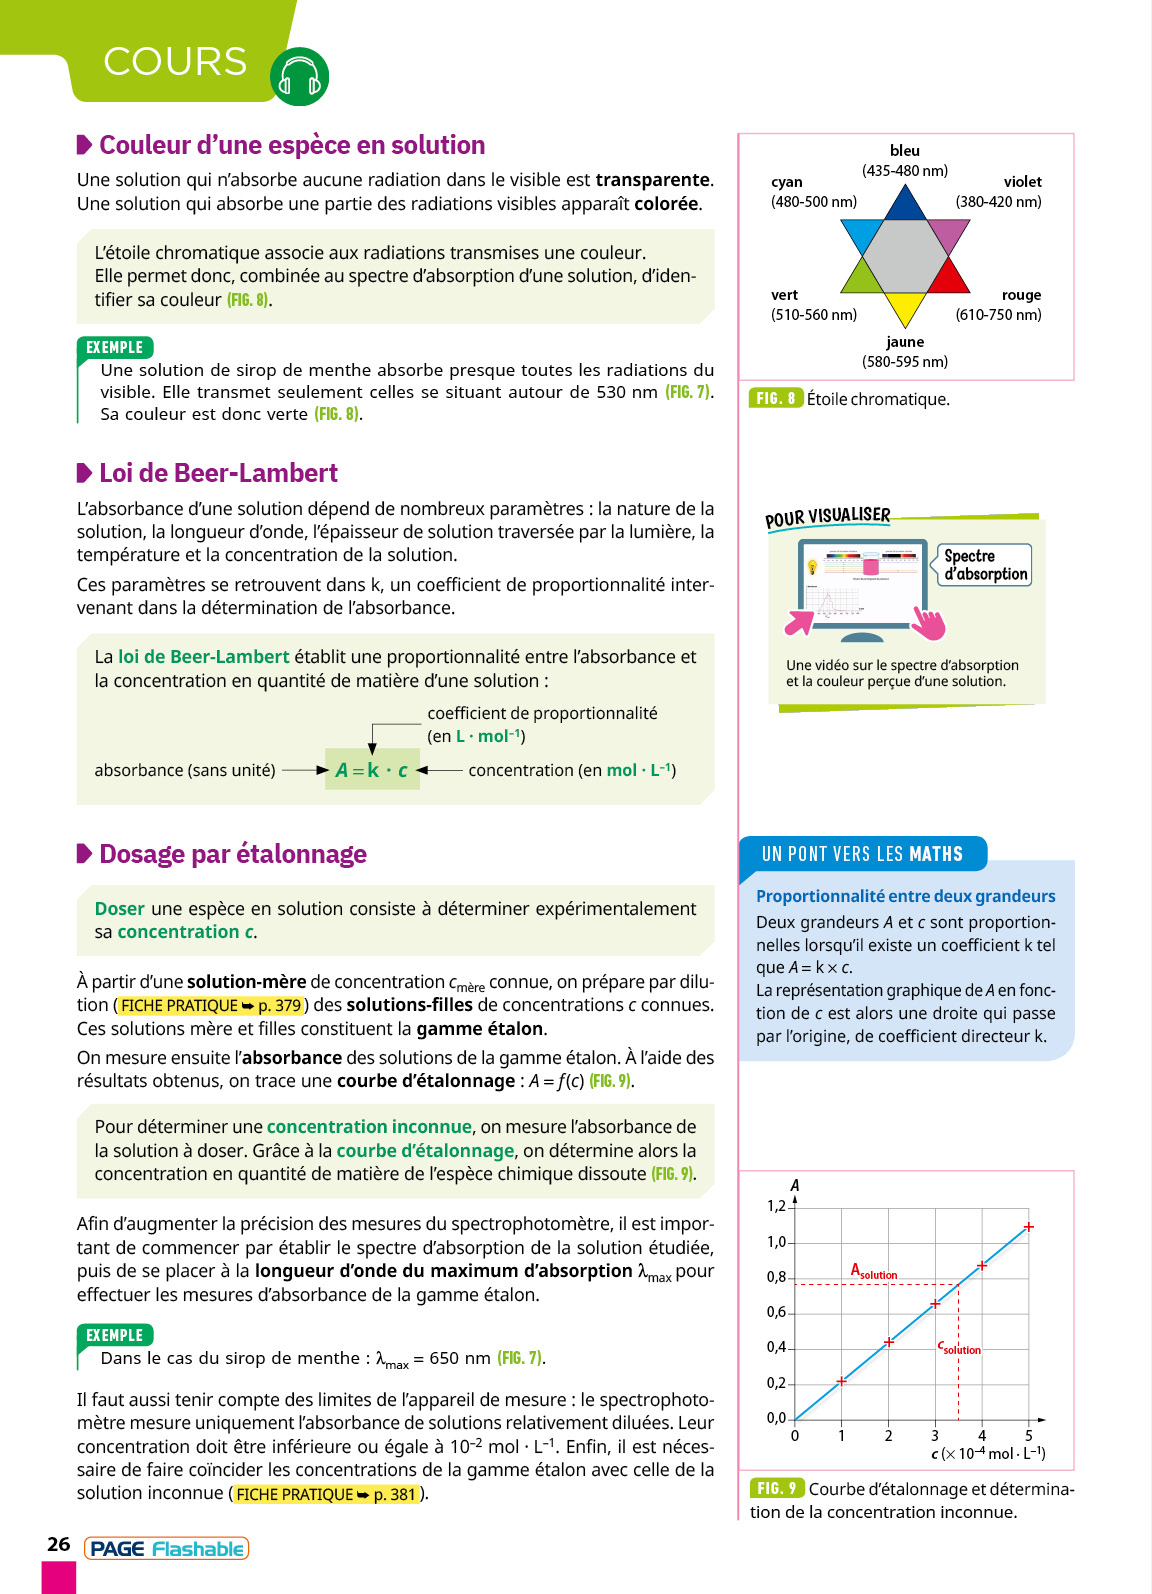 COURS
Couleur d’une espèce en solution
Une solution qui n’absorbe aucune radiation dans le visible est transparente.
Une solution qui absorbe une partie des radiations visibles apparaît colorée.
L’étoile chromatique associe aux radiations transmises une couleur.
Elle permet donc, combinée au spectre d’absorption d’une solution, d’iden-
tifier sa couleur (FIG. 8).
EXEMPLE
Une solution de sirop de menthe absorbe presque toutes les radiations du
visible. Elle transmet seulement celles se situant autour de 530 nm (FIG. 7).
Sa couleur est donc verte (FIG. 8).
Loi de Beer-Lambert
L’absorbance d’une solution dépend de nombreux paramètres : la nature de la
solution, la longueur d’onde, l’épaisseur de solution traversée par la lumière, la
température et la concentration de la solution.
Ces paramètres se retrouvent dans k, un coefficient de proportionnalité inter-
venant dans la détermination de l’absorbance.
La loi de Beer-Lambert établit une proportionnalité entre l’absorbance et
la concentration en quantité de matière d’une solution :
coefficient de proportionnalité
(en L · mol⁻¹)
absorbance (sans unité) A = k · c concentration (en mol · L⁻¹)
Dosage par étalonnage
Doser une espèce en solution consiste à déterminer expérimentalement
sa concentration c.
À partir d’une solution-mère de concentration cmère connue, on prépare par dilu-
tion (FICHE PRATIQUE ➥ p. 379) des solutions-filles de concentrations c connues.
Ces solutions mère et filles constituent la gamme étalon.
On mesure ensuite l’absorbance des solutions de la gamme étalon. À l’aide des
résultats obtenus, on trace une courbe d’étalonnage : A = f(c) (FIG. 9).
Pour déterminer une concentration inconnue, on mesure l’absorbance de
la solution à doser. Grâce à la courbe d’étalonnage, on détermine alors la
concentration en quantité de matière de l’espèce chimique dissoute (FIG. 9).
Afin d’augmenter la précision des mesures du spectrophotomètre, il est impor-
tant de commencer par établir le spectre d’absorption de la solution étudiée,
puis de se placer à la longueur d’onde du maximum d’absorption λmax pour
effectuer les mesures d’absorbance de la gamme étalon.
EXEMPLE
Dans le cas du sirop de menthe : λmax = 650 nm (FIG. 7).
Il faut aussi tenir compte des limites de l’appareil de mesure : le spectrophoto-
mètre mesure uniquement l’absorbance de solutions relativement diluées. Leur
concentration doit être inférieure ou égale à 10⁻² mol · L⁻¹. Enfin, il est néces-
saire de faire coïncider les concentrations de la gamme étalon avec celle de la
solution inconnue (FICHE PRATIQUE ➥ p. 381).
bleu
(435-480 nm)
cyan
(480-500 nm)
violet
(380-420 nm)
vert
(510-560 nm)
rouge
(610-750 nm)
jaune
(580-595 nm)
FIG. 8 Étoile chromatique.
POUR VISUALISER
Spectre
d’absorption
Une vidéo sur le spectre d’absorption
et la couleur perçue d’une solution.
UN PONT VERS LES MATHS
Proportionnalité entre deux grandeurs
Deux grandeurs A et c sont proportion-
nelles lorsqu’il existe un coefficient k tel
que A = k × c.
La représentation graphique de A en fonc-
tion de c est alors une droite qui passe
par l’origine, de coefficient directeur k.
A
1,2
1,0
0,8
0,6
0,4
0,2
0,0
Asolution
csolution
0 1 2 3 4 5
c (× 10⁻⁴ mol · L⁻¹)
FIG. 9 Courbe d’étalonnage et détermina-
tion de la concentration inconnue.
26 PAGE Flashable